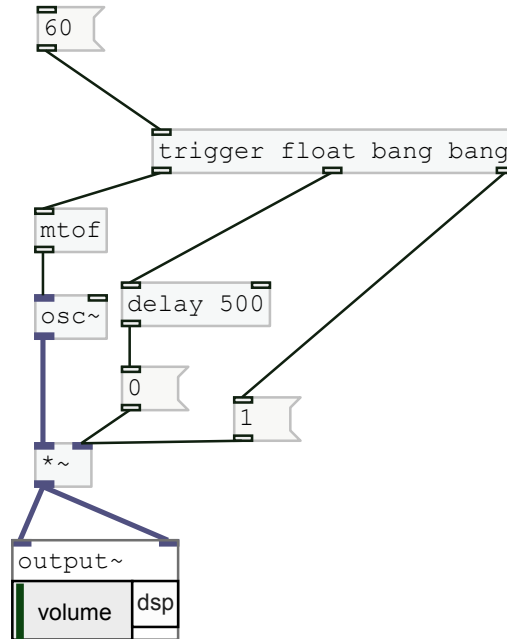 60
trigger float bang bang
mtof
delay 500
osc~
0
1
*~
output~
volume
dsp